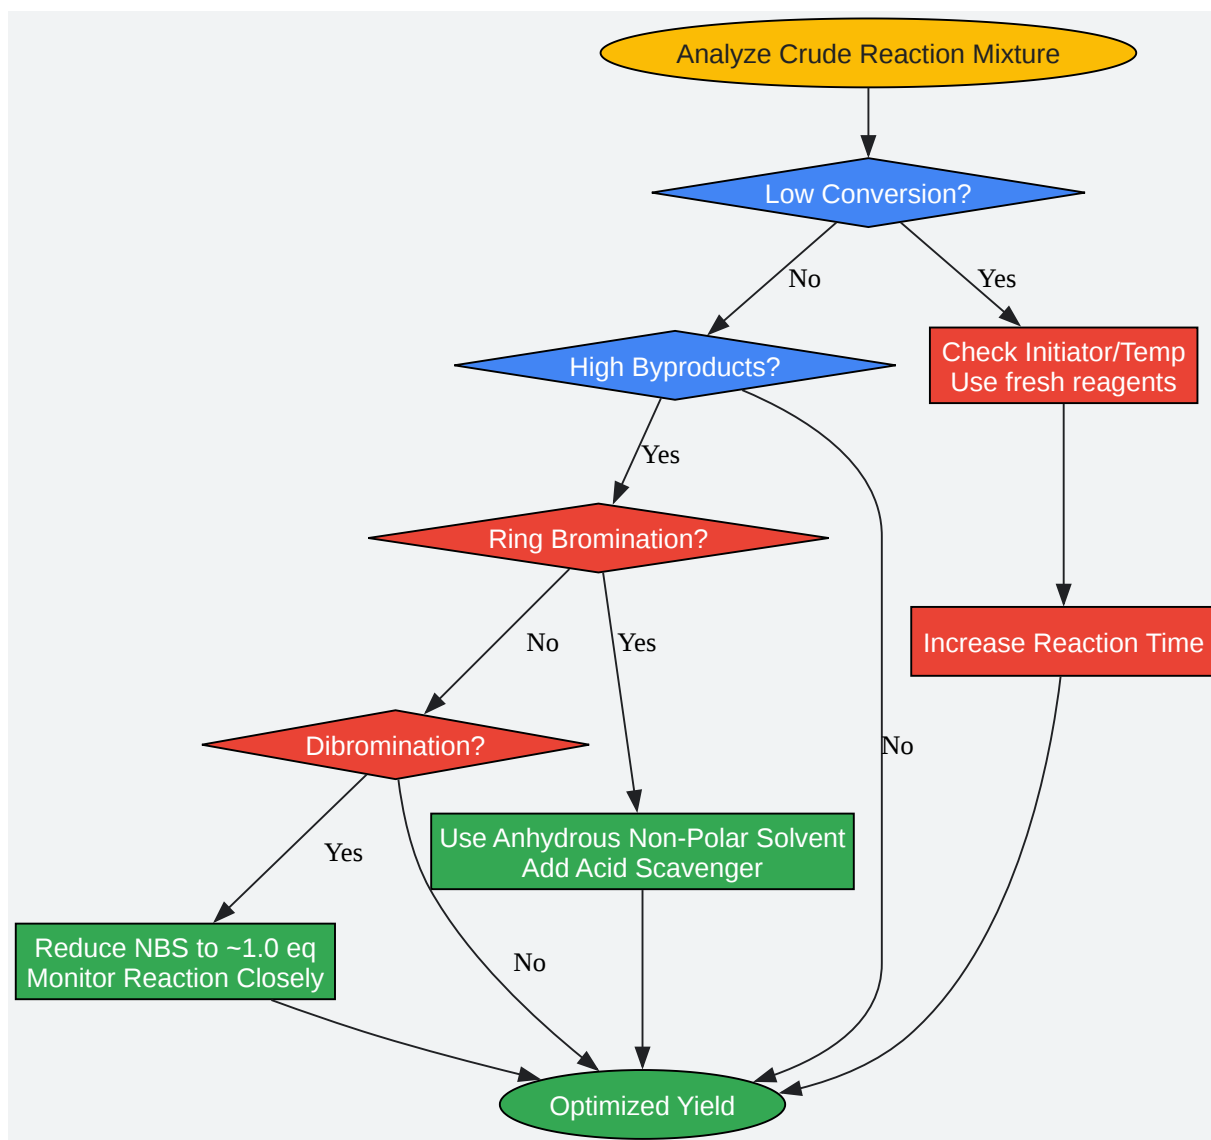 Analyze Crude Reaction Mixture
Low Conversion?
No
Yes
High Byproducts?
Check Initiator/Temp
Use fresh reagents
Yes
Ring Bromination?
No
Yes
Increase Reaction Time
Dibromination?
No
Use Anhydrous Non-Polar Solvent
Add Acid Scavenger
Yes
Reduce NBS to ~1.0 eq
Monitor Reaction Closely
No
Optimized Yield